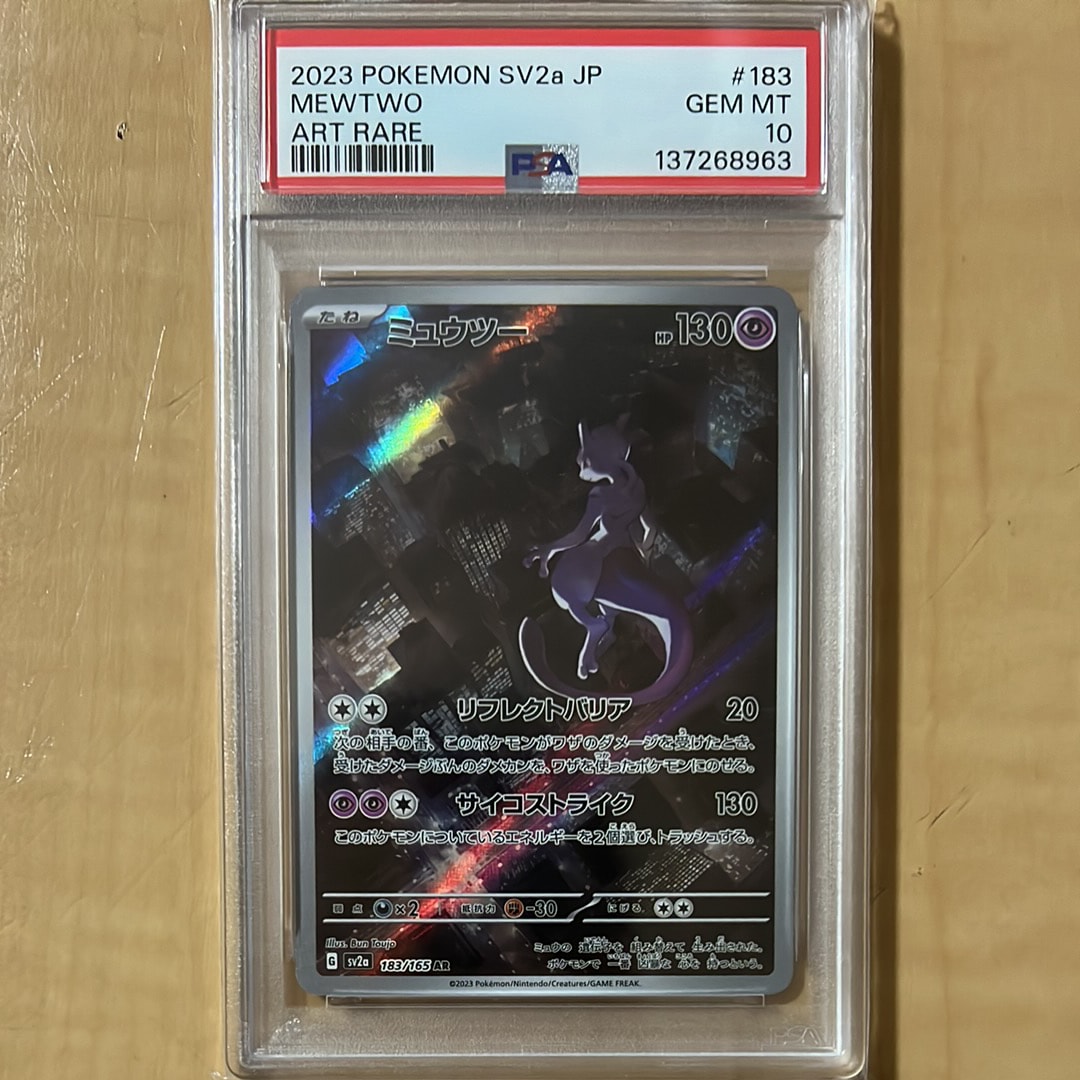 2023 POKEMON SV2a JP #183
MEWTWO GEM MT
ART RARE 10
PSA 137268963
たね ミュウツー HP 130
リフレクトバリア 20
次の相手の番、このポケモンがワザのダメージを受けたとき、
受けたダメージぶんのダメカンを、ワザを使ったポケモンにのせる。
サイコストライク 130
このポケモンについているエネルギーを2個選び、トラッシュする。
弱点 ×2 抵抗力 -30 にげる
Illus. Bun Toujo
ミュウの 遺伝子を 組み替えて 生み出された。
ポケモンで 一番 凶暴な 心を 持つという。
G sv2a 183/165 AR
©2023 Pokémon/Nintendo/Creatures/GAME FREAK.
PSA